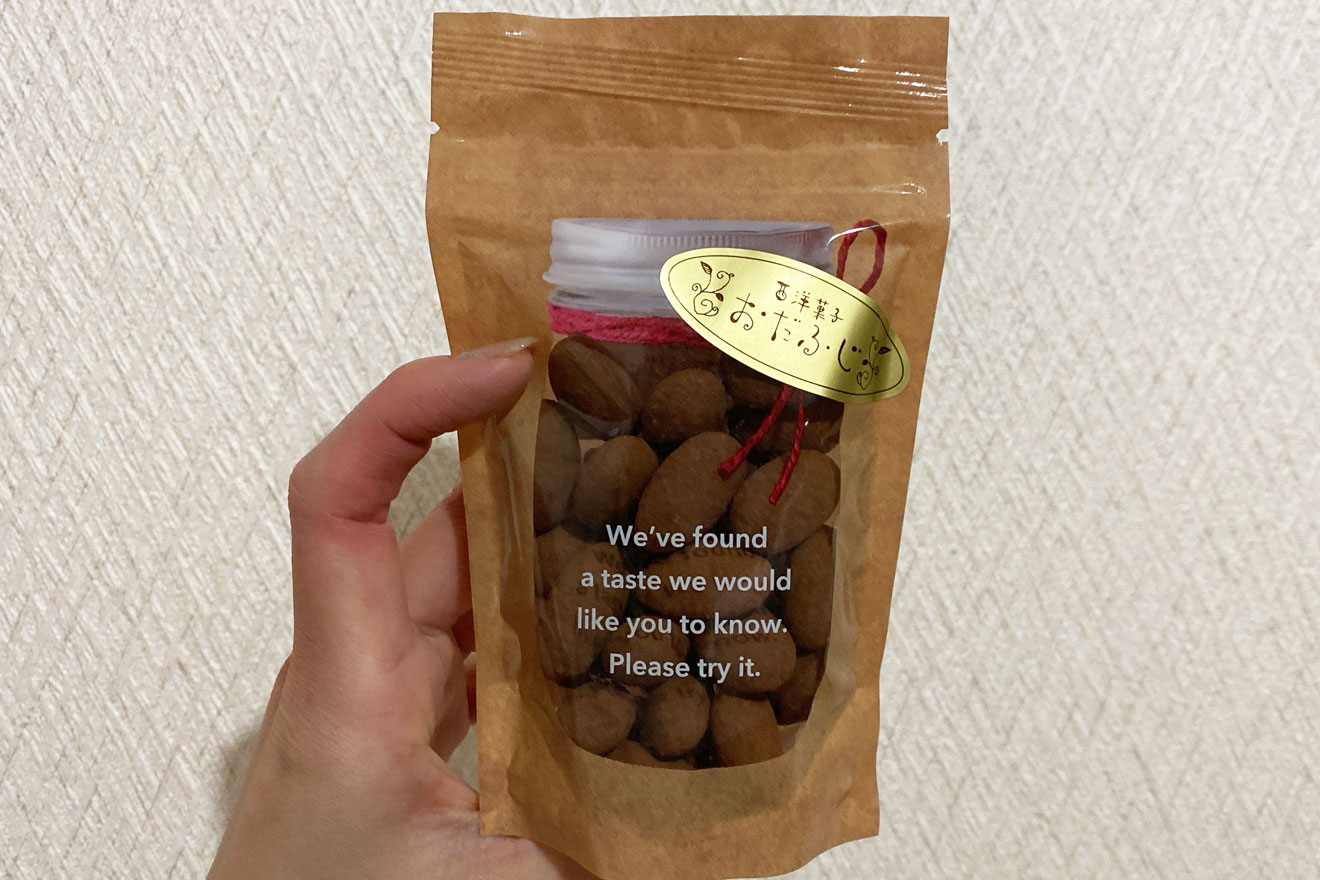 西洋菓子
お・だ・ふ・じ
We've found
a taste we would
like you to know.
Please try it.